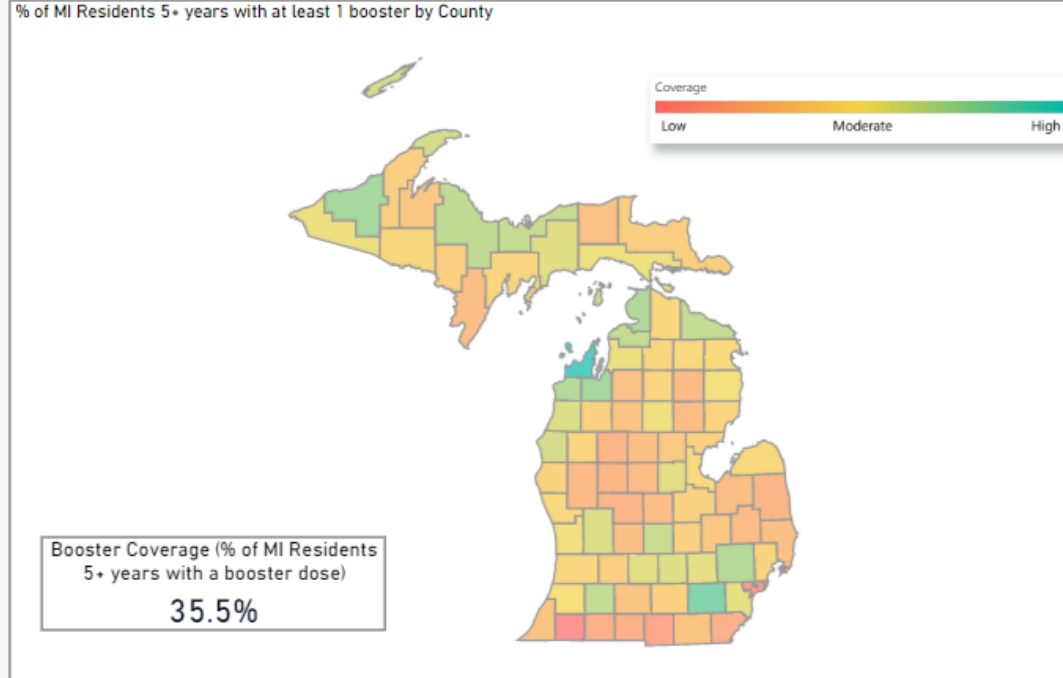 % of MI Residents 5+ years with at least 1 booster by County
Coverage
Low Moderate High
Booster Coverage (% of MI Residents
5+ years with a booster dose)
35.5%